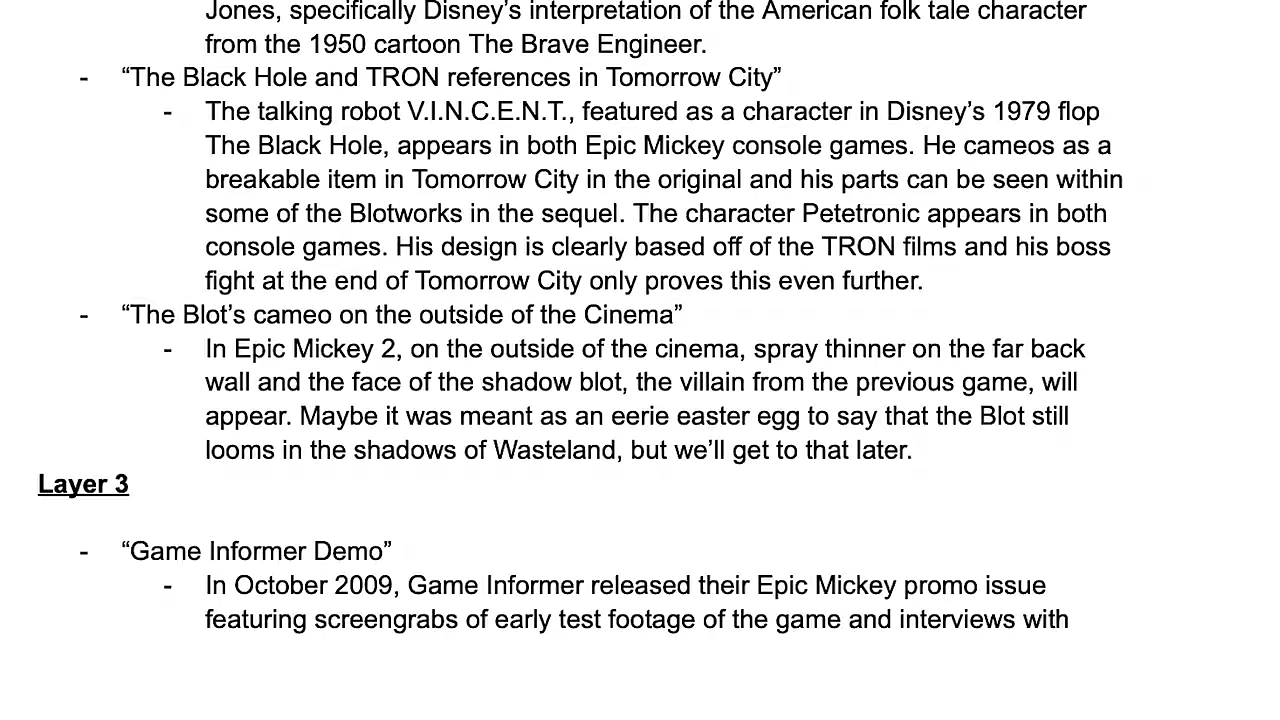 Jones, specifically Disney’s interpretation of the American folk tale character
from the 1950 cartoon The Brave Engineer.
- “The Black Hole and TRON references in Tomorrow City”
- The talking robot V.I.N.C.E.N.T., featured as a character in Disney’s 1979 flop
The Black Hole, appears in both Epic Mickey console games. He cameos as a
breakable item in Tomorrow City in the original and his parts can be seen within
some of the Blotworks in the sequel. The character Petetronic appears in both
console games. His design is clearly based off of the TRON films and his boss
fight at the end of Tomorrow City only proves this even further.
- “The Blot’s cameo on the outside of the Cinema”
- In Epic Mickey 2, on the outside of the cinema, spray thinner on the far back
wall and the face of the shadow blot, the villain from the previous game, will
appear. Maybe it was meant as an eerie easter egg to say that the Blot still
looms in the shadows of Wasteland, but we’ll get to that later.
Layer 3
- “Game Informer Demo”
- In October 2009, Game Informer released their Epic Mickey promo issue
featuring screengrabs of early test footage of the game and interviews with